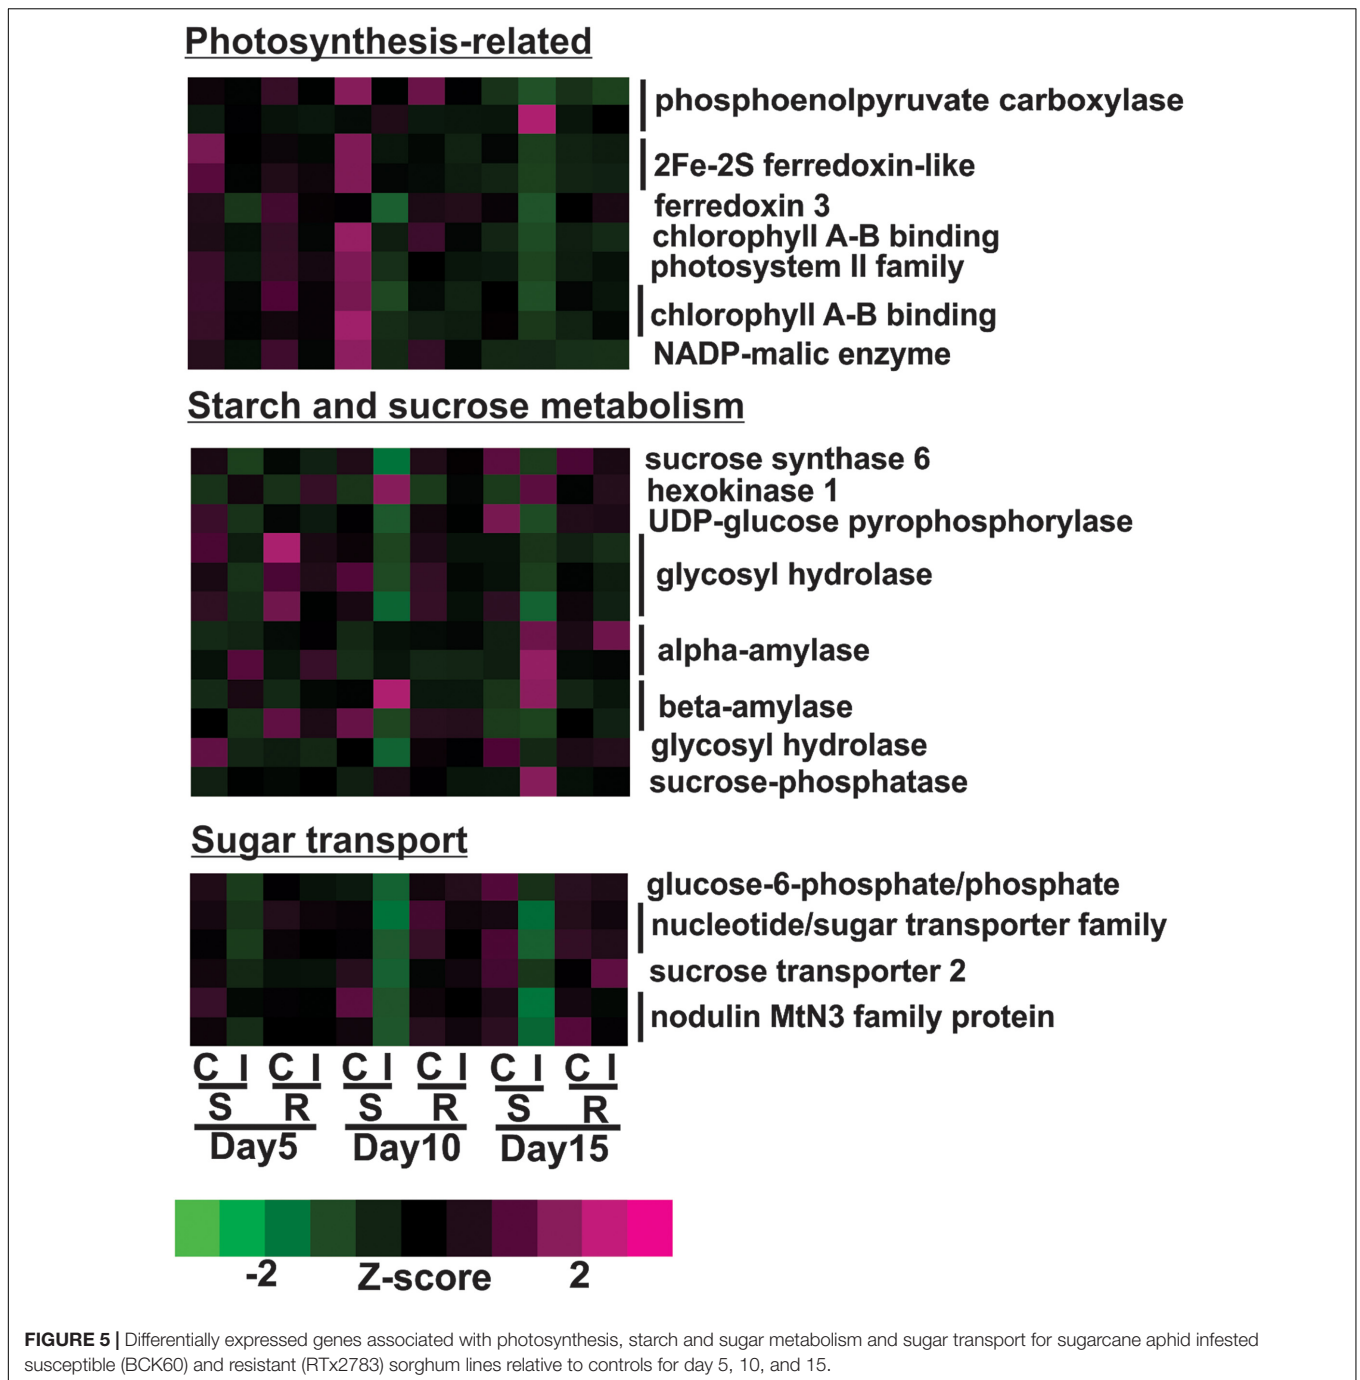 Photosynthesis-related
phosphoenolpyruvate carboxylase
2Fe-2S ferredoxin-like
ferredoxin 3
chlorophyll A-B binding
photosystem II family
chlorophyll A-B binding
NADP-malic enzyme
Starch and sucrose metabolism
sucrose synthase 6
hexokinase 1
UDP-glucose pyrophosphorylase
glycosyl hydrolase
alpha-amylase
beta-amylase
glycosyl hydrolase
sucrose-phosphatase
Sugar transport
glucose-6-phosphate/phosphate
nucleotide/sugar transporter family
sucrose transporter 2
nodulin MtN3 family protein
C I C I C I C I C I C I
S R S R S R
Day5 Day10 Day15
-2 Z-score 2
FIGURE 5 | Differentially expressed genes associated with photosynthesis, starch and sugar metabolism and sugar transport for sugarcane aphid infested
susceptible (BCK60) and resistant (RTx2783) sorghum lines relative to controls for day 5, 10, and 15.